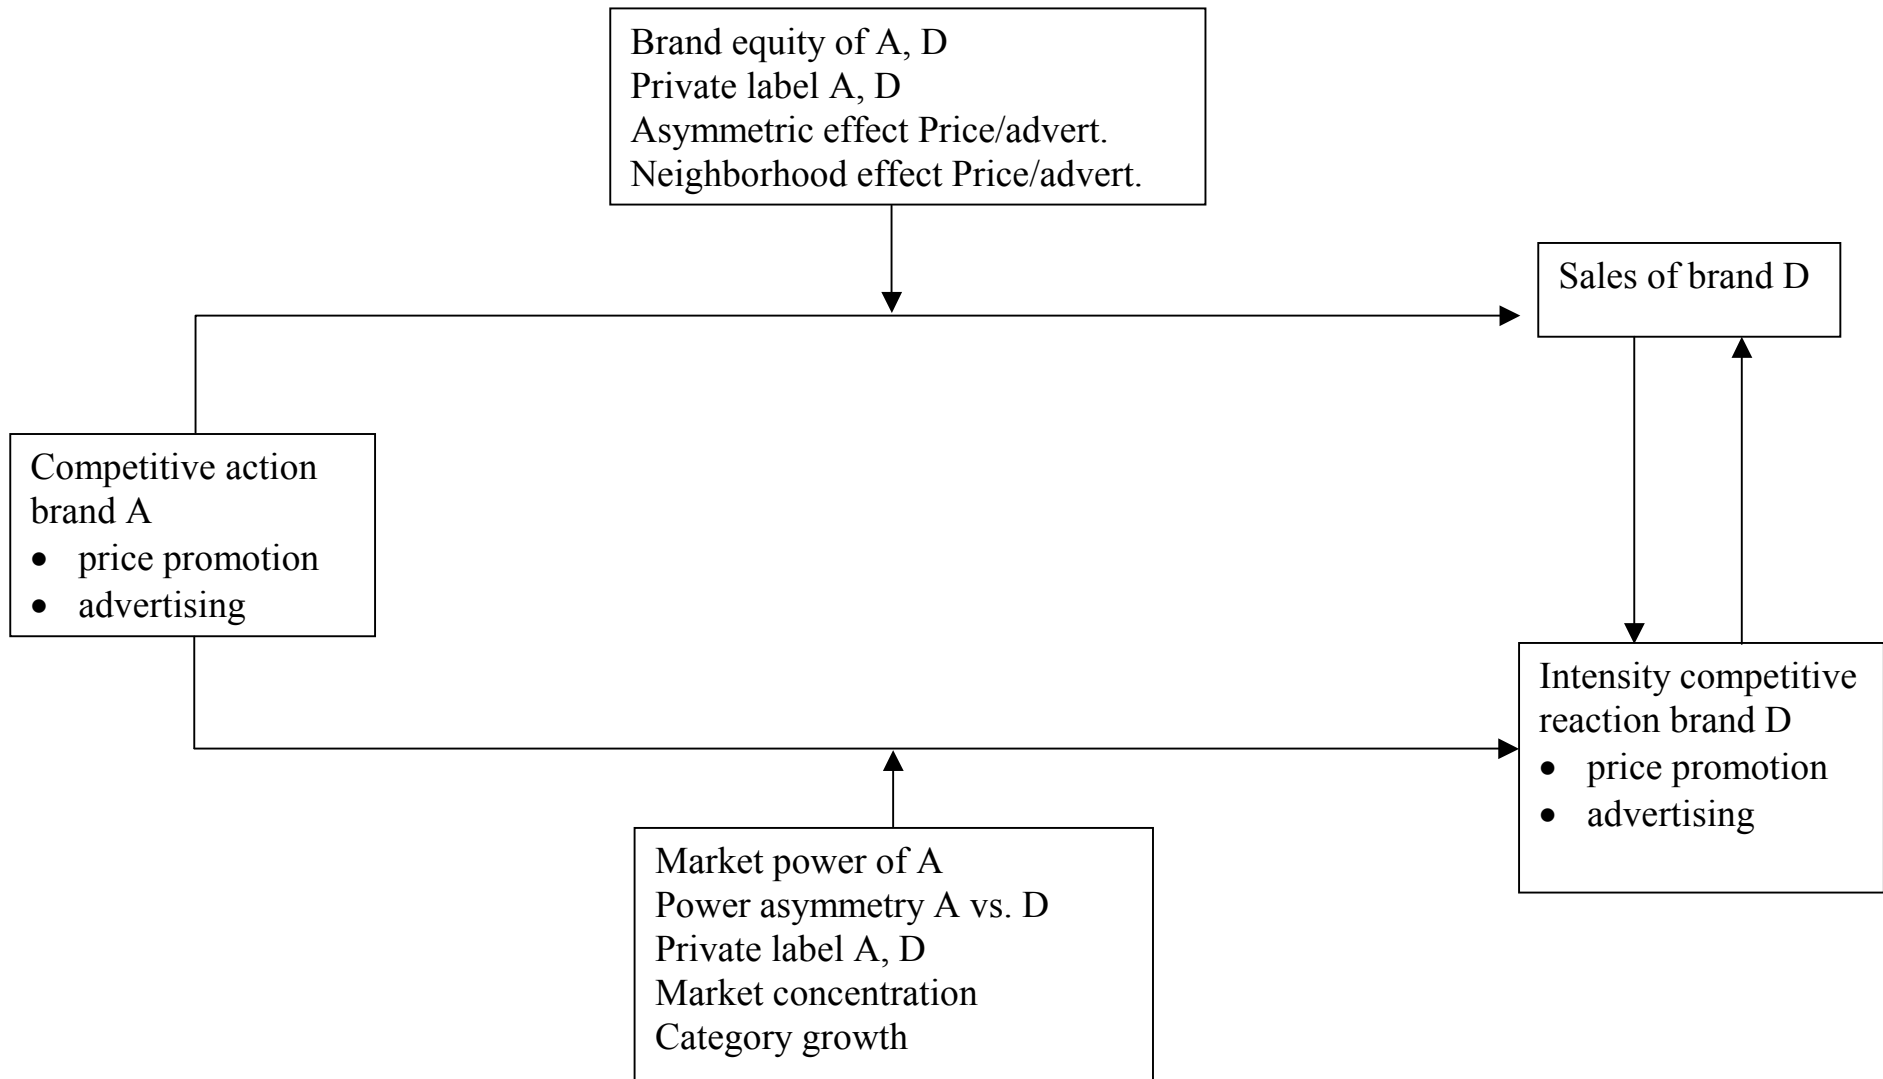 Brand equity of A, D
Private label A, D
Asymmetric effect Price/advert.
Neighborhood effect Price/advert.
Sales of brand D
Competitive action
brand A
• price promotion
• advertising
Intensity competitive
reaction brand D
• price promotion
• advertising
Market power of A
Power asymmetry A vs. D
Private label A, D
Market concentration
Category growth